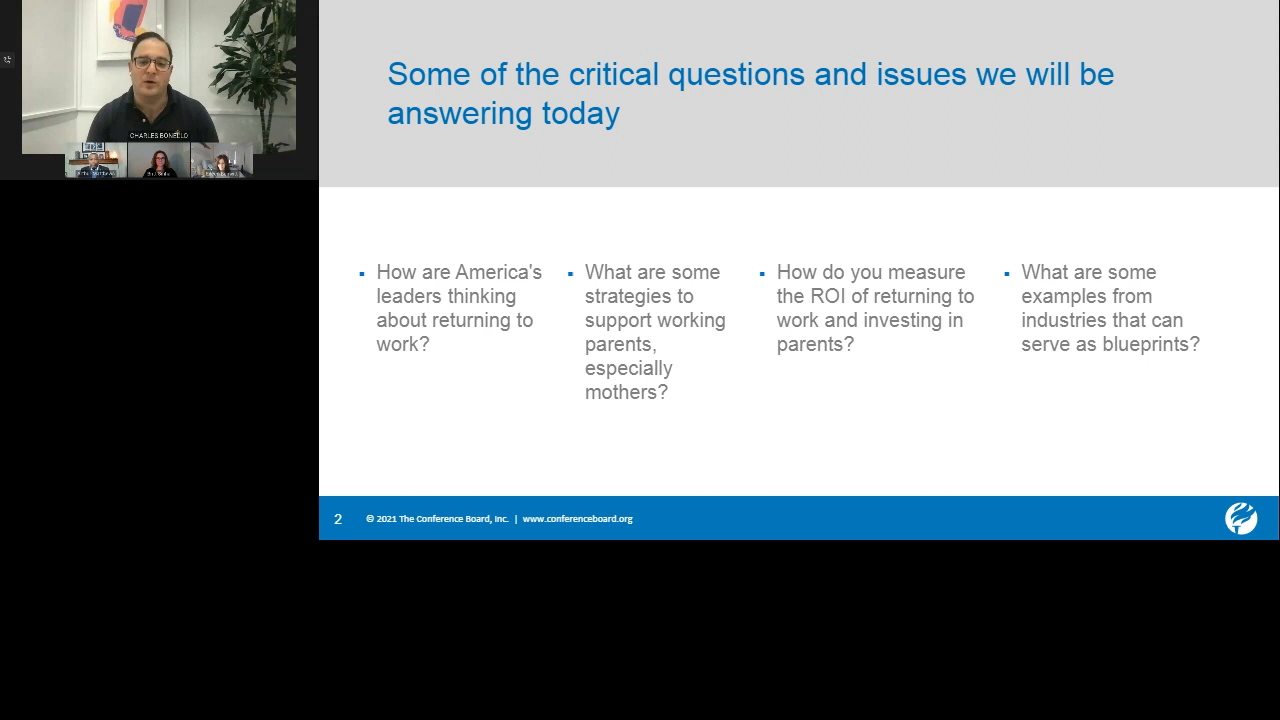 CHARLES BONELLO
Some of the critical questions and issues we will be
answering today
▪ How are America's
leaders thinking
about returning to
work?
▪ What are some
strategies to
support working
parents,
especially
mothers?
▪ How do you measure
the ROI of returning to
work and investing in
parents?
▪ What are some
examples from
industries that can
serve as blueprints?
2 © 2021 The Conference Board, Inc. | www.conferenceboard.org